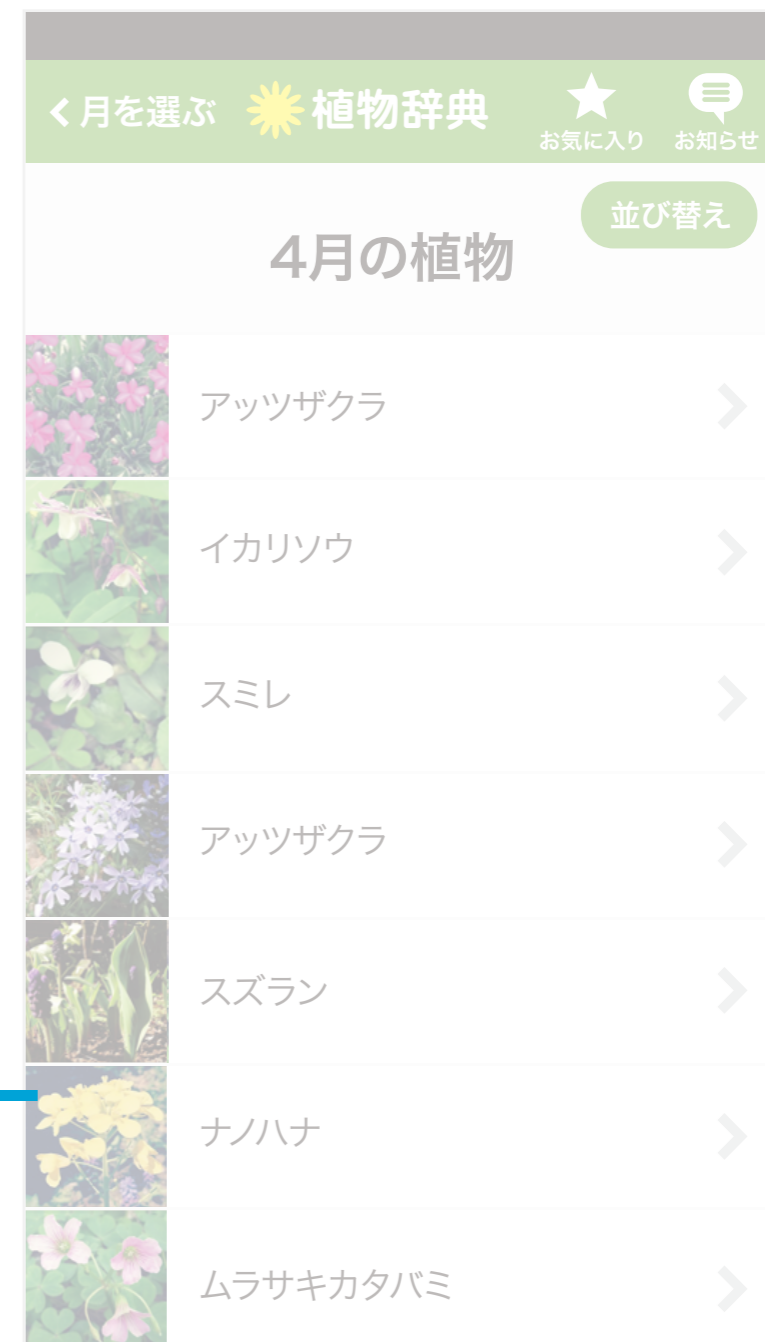 月を選ぶ 植物辞典 お気に入り お知らせ
並び替え
4月の植物
アッツザクラ
イカリソウ
スミレ
アッツザクラ
スズラン
ナノハナ
ムラサキカタバミ